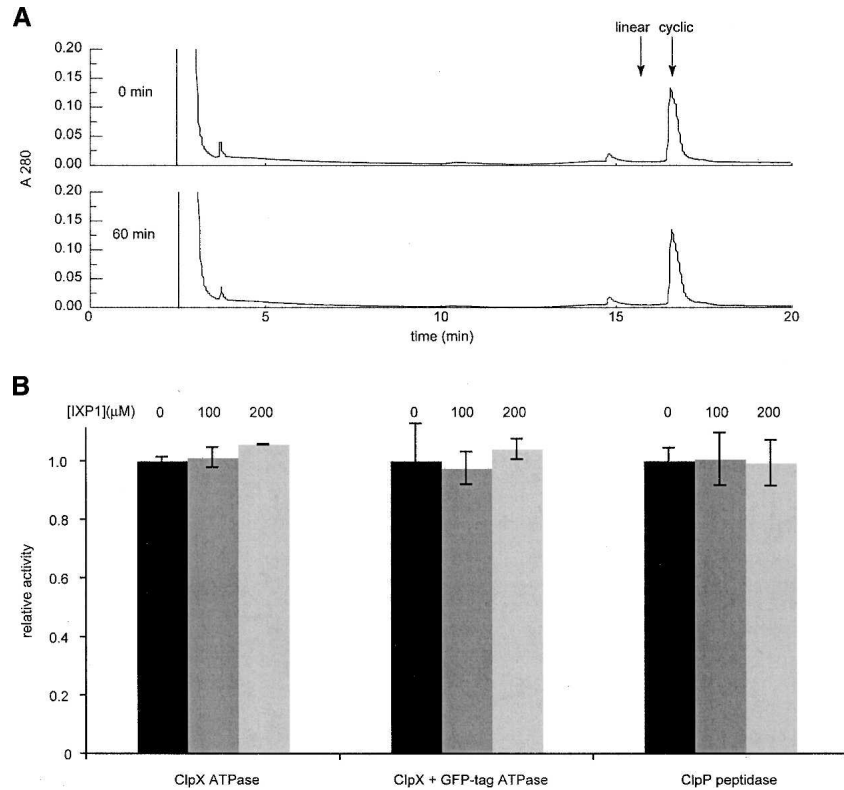 A
linear cyclic
0.20
0.15
0.10
0.05
0.00
0 min
A 280
0.20
0.15
0.10
0.05
0.00
60 min
0 5 10 15 20
time (min)
B
[IXP1](μM) 0 100 200 0 100 200 0 100 200
1.0
0.8
0.6
0.4
0.2
0
relative activity
ClpX ATPase ClpX + GFP-tag ATPase ClpP peptidase